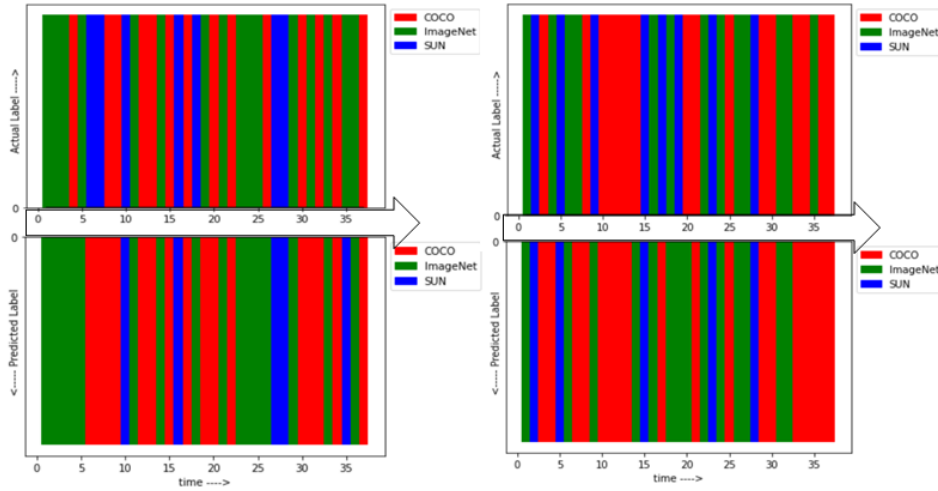 Actual Label ----->
0
0 5 10 15 20 25 30 35
COCO
ImageNet
SUN
<----- Predicted Label
0
0 5 10 15 20 25 30 35
time ---->
COCO
ImageNet
SUN
Actual Label ----->
0
0 5 10 15 20 25 30 35
COCO
ImageNet
SUN
<----- Predicted Label
0
0 5 10 15 20 25 30 35
time ---->
COCO
ImageNet
SUN